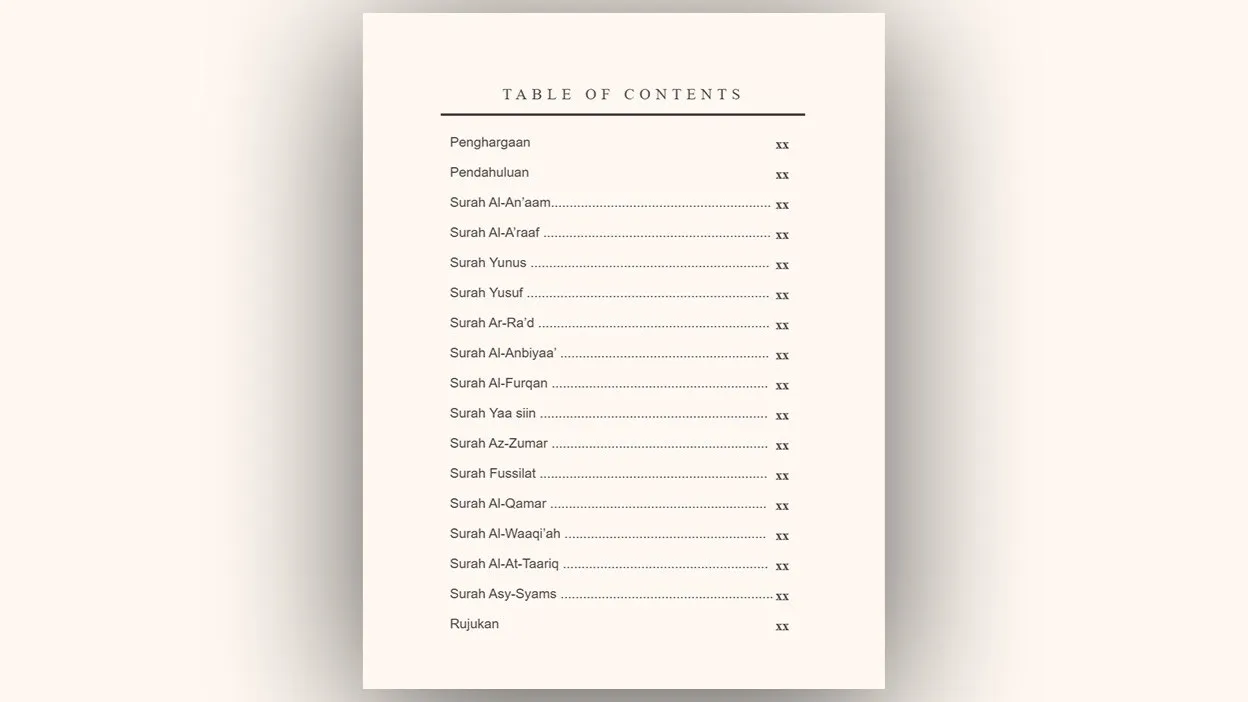 TABLE OF CONTENTS
Penghargaan xx
Pendahuluan xx
Surah Al-An’aam.......................................................... xx
Surah Al-A’raaf ............................................................ xx
Surah Yunus ............................................................... xx
Surah Yusuf ................................................................ xx
Surah Ar-Ra’d ............................................................. xx
Surah Al-Anbiyaa’ ....................................................... xx
Surah Al-Furqan ......................................................... xx
Surah Yaa siin ............................................................ xx
Surah Az-Zumar ......................................................... xx
Surah Fussilat ............................................................ xx
Surah Al-Qamar ......................................................... xx
Surah Al-Waaqi’ah ..................................................... xx
Surah Al-At-Taariq ...................................................... xx
Surah Asy-Syams ........................................................ xx
Rujukan xx